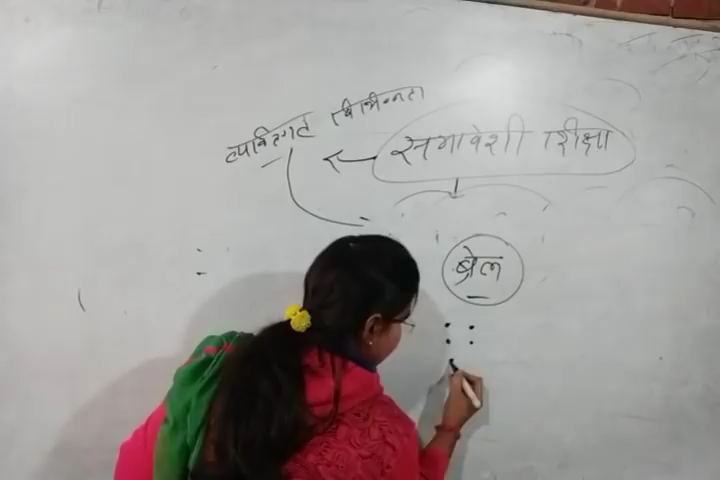 व्यक्तिगत विभिन्नता
समावेशी शिक्षा
ब्रेल